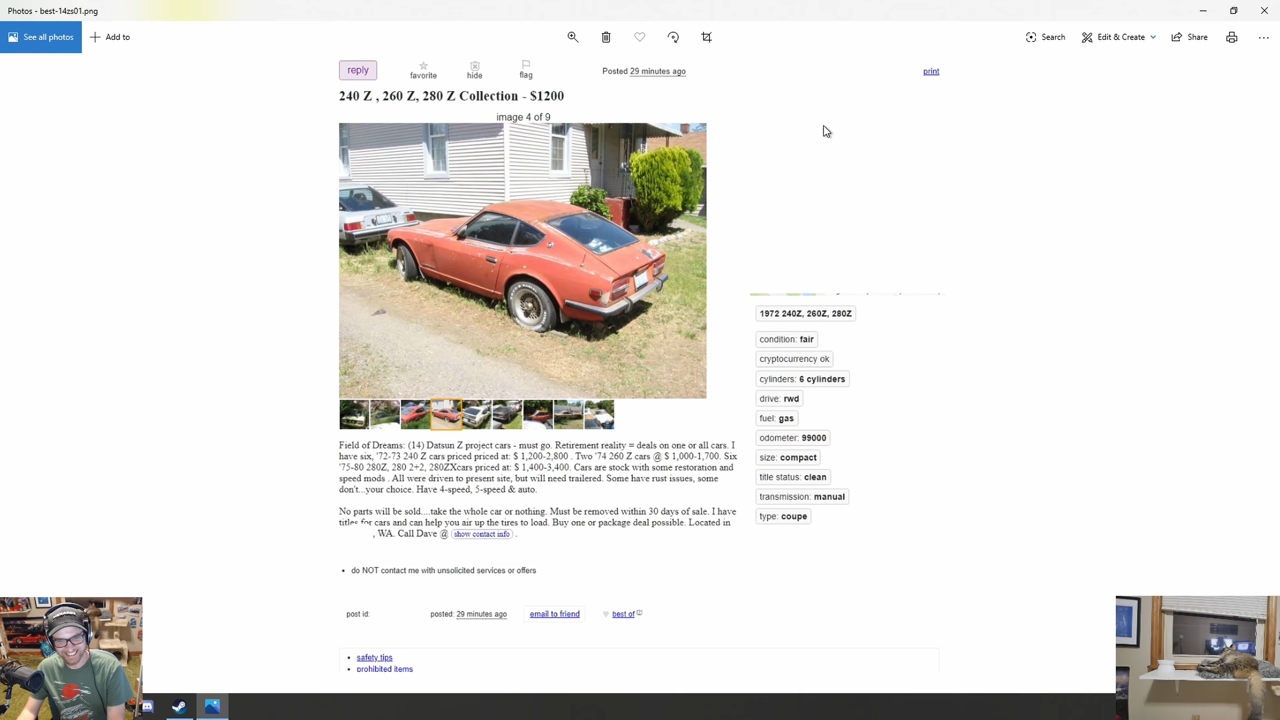 Photos - best-14zs01.png
See all photos
Add to
Search
Edit & Create
Share
reply
favorite
hide
flag
Posted 29 minutes ago
print
240 Z , 260 Z, 280 Z Collection - $1200
image 4 of 9
1972 240Z, 260Z, 280Z
condition: fair
cryptocurrency ok
cylinders: 6 cylinders
drive: rwd
fuel: gas
odometer: 99000
size: compact
title status: clean
transmission: manual
type: coupe
Field of Dreams: (14) Datsun Z project cars - must go. Retirement reality = deals on one or all cars. I
have six, '72-73 240 Z cars priced priced at: $ 1,200-2,800 . Two '74 260 Z cars @ $ 1,000-1,700. Six
'75-80 280Z, 280 2+2, 280ZXcars priced at: $ 1,400-3,400. Cars are stock with some restoration and
speed mods . All were driven to present site, but will need trailered. Some have rust issues, some
don't...your choice. Have 4-speed, 5-speed & auto.
No parts will be sold....take the whole car or nothing. Must be removed within 30 days of sale. I have
titles for cars and can help you air up the tires to load. Buy one or package deal possible. Located in
, WA. Call Dave @ show contact info .
do NOT contact me with unsolicited services or offers
post id:
posted: 29 minutes ago
email to friend
best of
safety tips
prohibited items